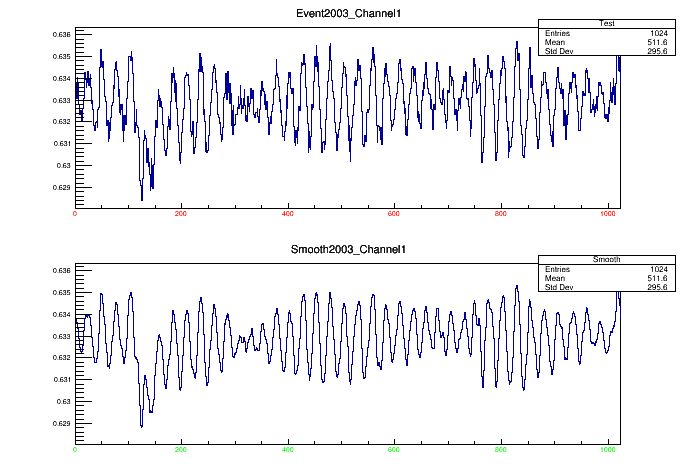 Event2003_Channel1
Test
Entries 1024
Mean 511.6
Std Dev 295.6
0.636
0.635
0.634
0.633
0.632
0.631
0.63
0.629
0 200 400 600 800 1000
Smooth2003_Channel1
Smooth
Entries 1024
Mean 511.6
Std Dev 295.6
0.636
0.635
0.634
0.633
0.632
0.631
0.63
0.629
0 200 400 600 800 1000